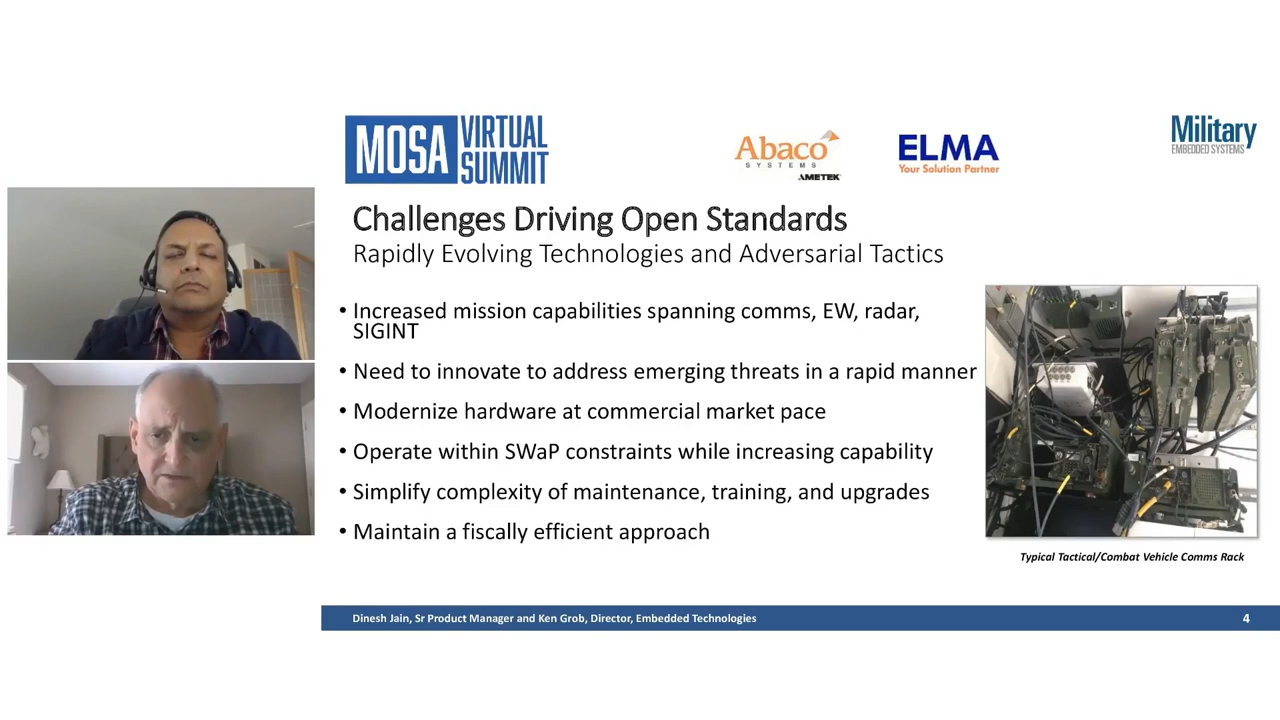 MOSA VIRTUAL
SUMMIT
Abaco
SYSTEMS
AMETEK
ELMA
Your Solution Partner
Military
EMBEDDED SYSTEMS
Challenges Driving Open Standards
Rapidly Evolving Technologies and Adversarial Tactics
• Increased mission capabilities spanning comms, EW, radar,
SIGINT
• Need to innovate to address emerging threats in a rapid manner
• Modernize hardware at commercial market pace
• Operate within SWaP constraints while increasing capability
• Simplify complexity of maintenance, training, and upgrades
• Maintain a fiscally efficient approach
Typical Tactical/Combat Vehicle Comms Rack
Dinesh Jain, Sr Product Manager and Ken Grob, Director, Embedded Technologies
4